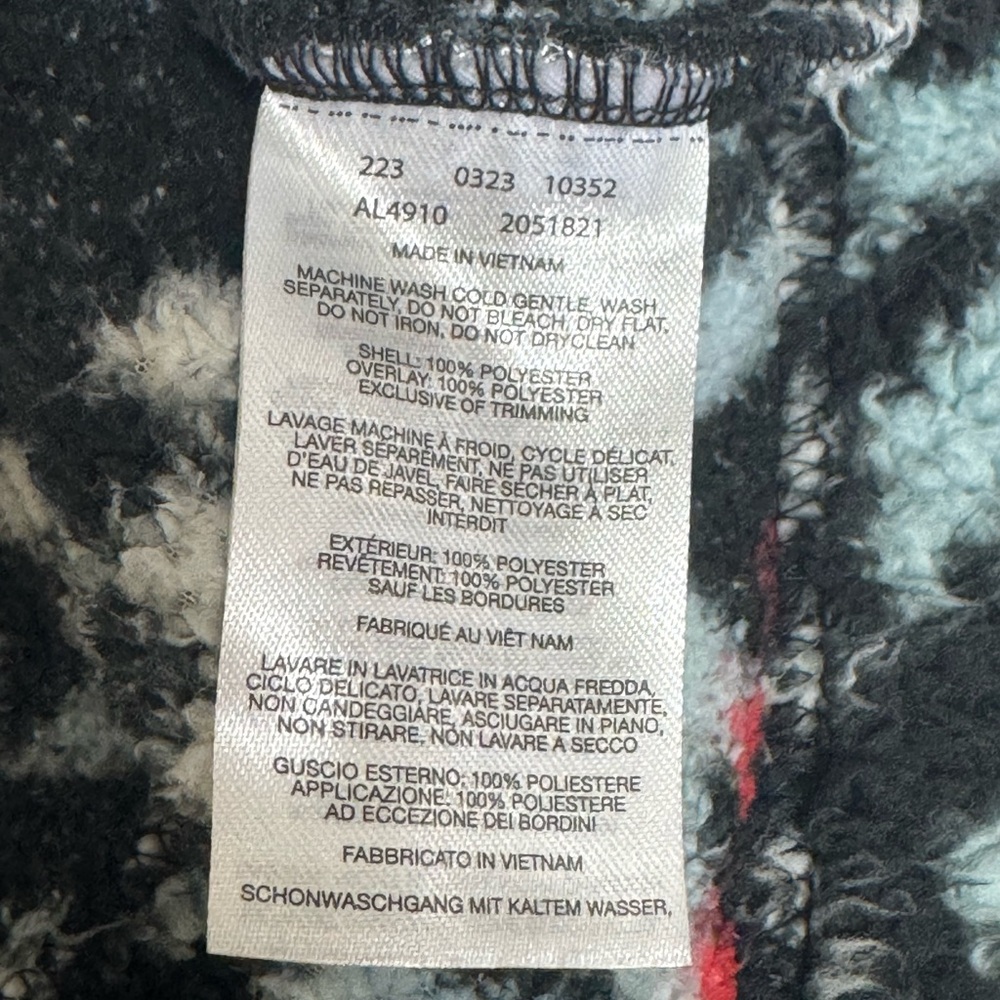 223 0323 10352
AL4910 2051821
MADE IN VIETNAM
MACHINE WASH COLD GENTLE, WASH
SEPARATELY, DO NOT BLEACH, DRY FLAT,
DO NOT IRON, DO NOT DRYCLEAN
SHELL: 100% POLYESTER
OVERLAY: 100% POLYESTER
EXCLUSIVE OF TRIMMING
LAVAGE MACHINE À FROID, CYCLE DÉLICAT,
LAVER SÉPARÉMENT, NE PAS UTILISER
D'EAU DE JAVEL, FAIRE SÉCHER À PLAT,
NE PAS REPASSER, NETTOYAGE À SEC
INTERDIT
EXTÉRIEUR: 100% POLYESTER
REVÊTEMENT: 100% POLYESTER
SAUF LES BORDURES
FABRIQUÉ AU VIÊT NAM
LAVARE IN LAVATRICE IN ACQUA FREDDA,
CICLO DELICATO, LAVARE SEPARATAMENTE,
NON CANDEGGIARE, ASCIUGARE IN PIANO,
NON STIRARE, NON LAVARE A SECCO
GUSCIO ESTERNO: 100% POLIESTERE
APPLICAZIONE: 100% POLIESTERE
AD ECCEZIONE DEI BORDINI
FABBRICATO IN VIETNAM
SCHONWASCHGANG MIT KALTEM WASSER,